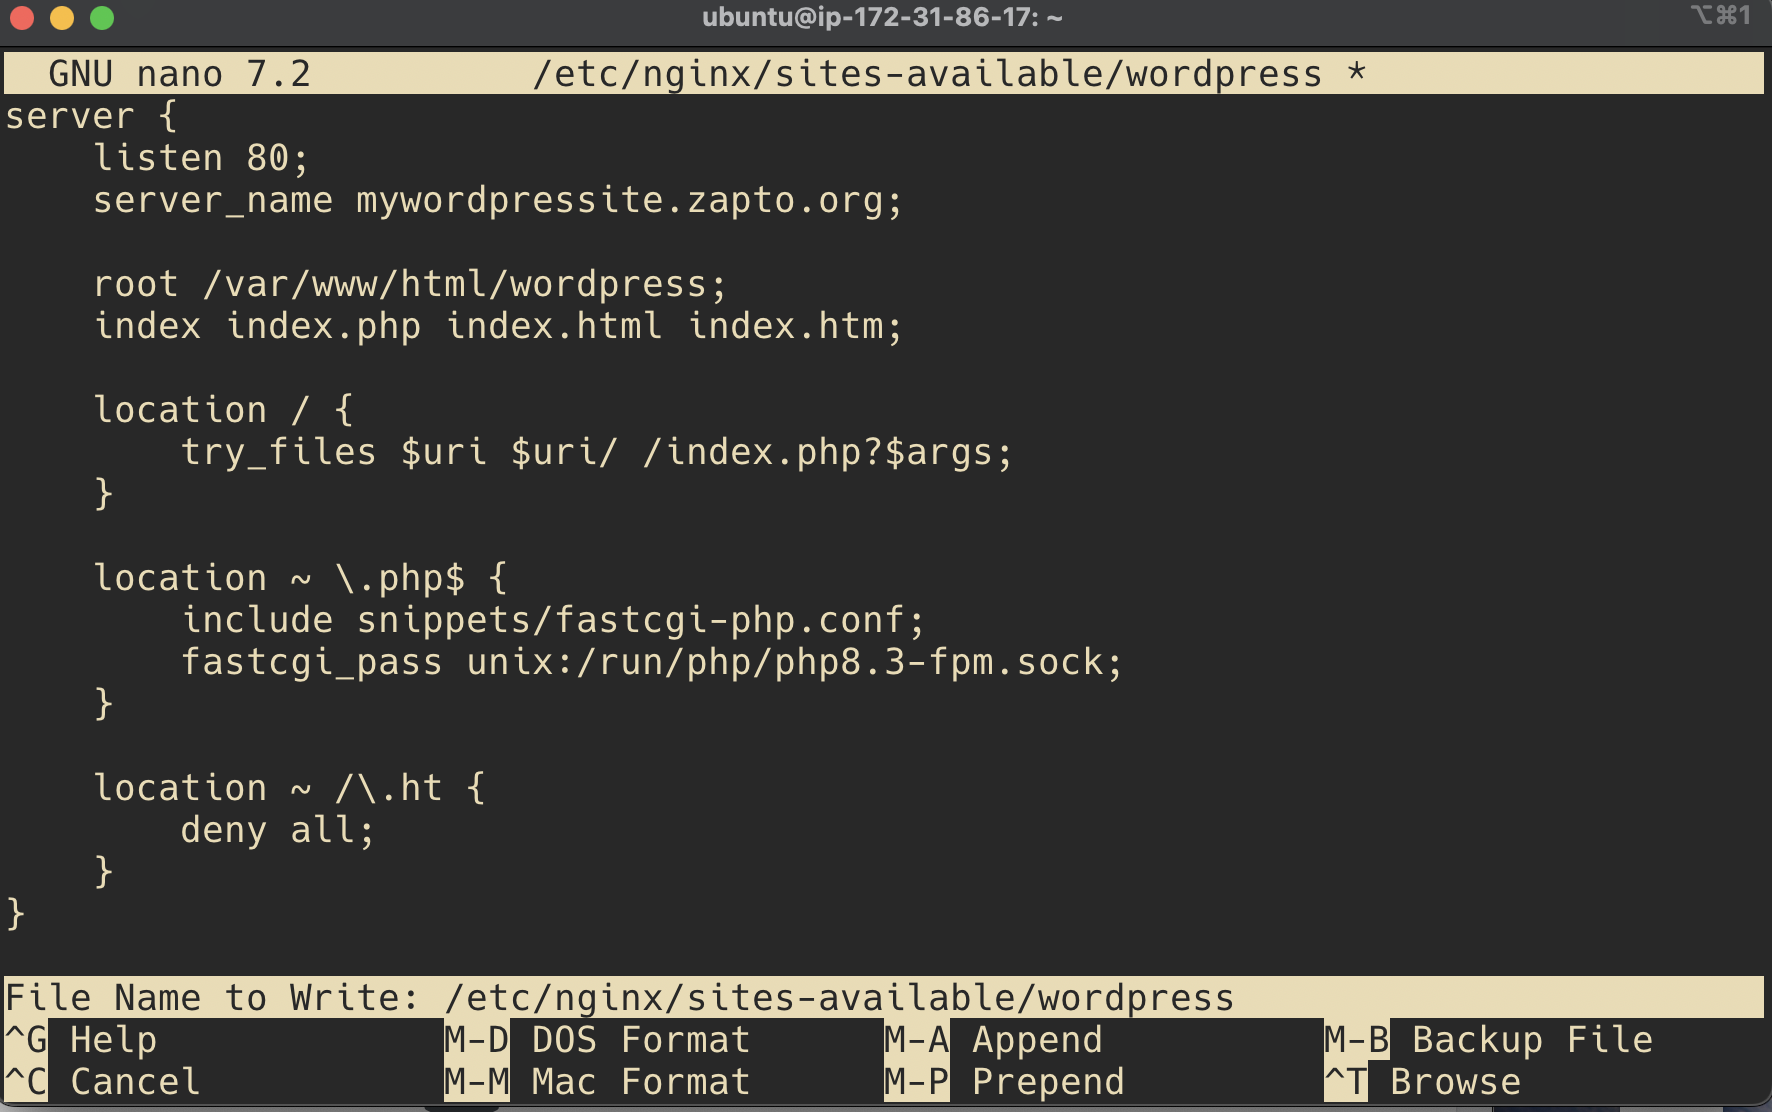 ubuntu@ip-172-31-86-17: ~ ⌥⌘1
GNU nano 7.2 /etc/nginx/sites-available/wordpress *
server {
    listen 80;
    server_name mywordpressite.zapto.org;

    root /var/www/html/wordpress;
    index index.php index.html index.htm;

    location / {
        try_files $uri $uri/ /index.php?$args;
    }

    location ~ \.php$ {
        include snippets/fastcgi-php.conf;
        fastcgi_pass unix:/run/php/php8.3-fpm.sock;
    }

    location ~ /\.ht {
        deny all;
    }
}
File Name to Write: /etc/nginx/sites-available/wordpress
^G Help M-D DOS Format M-A Append M-B Backup File
^C Cancel M-M Mac Format M-P Prepend ^T Browse